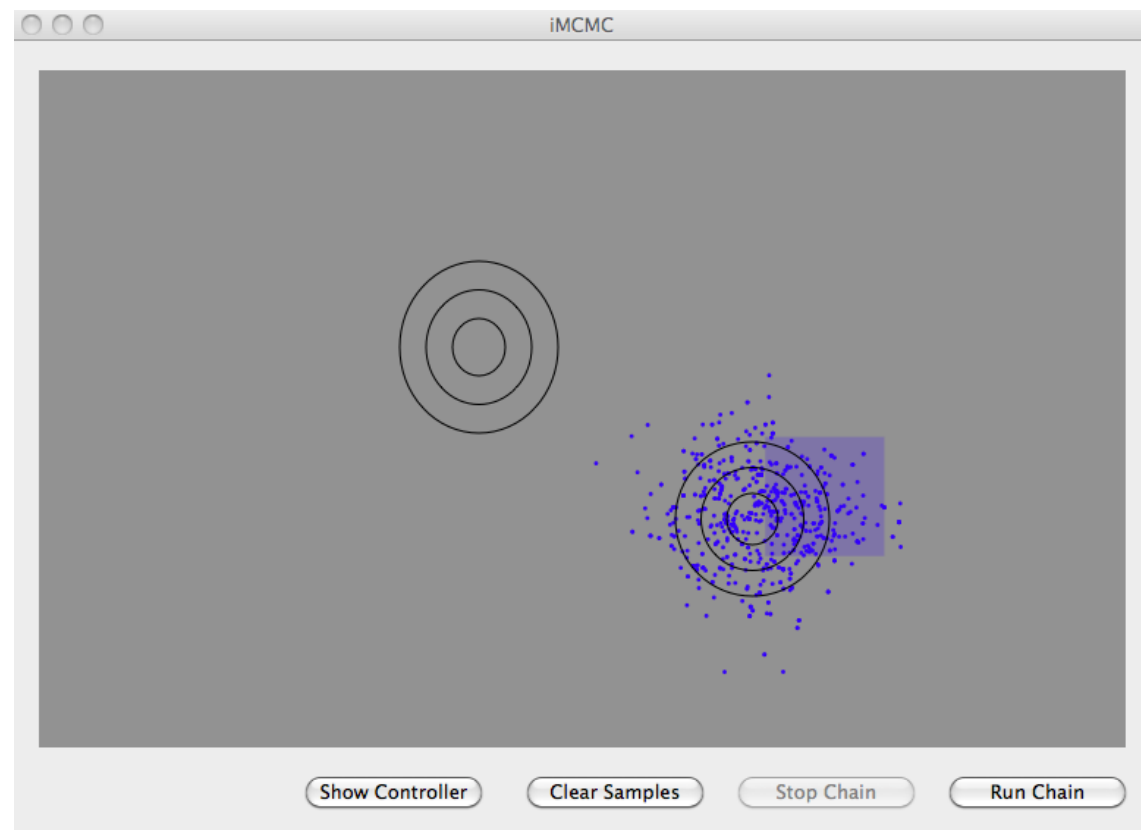 iMCMC
Show Controller
Clear Samples
Stop Chain
Run Chain